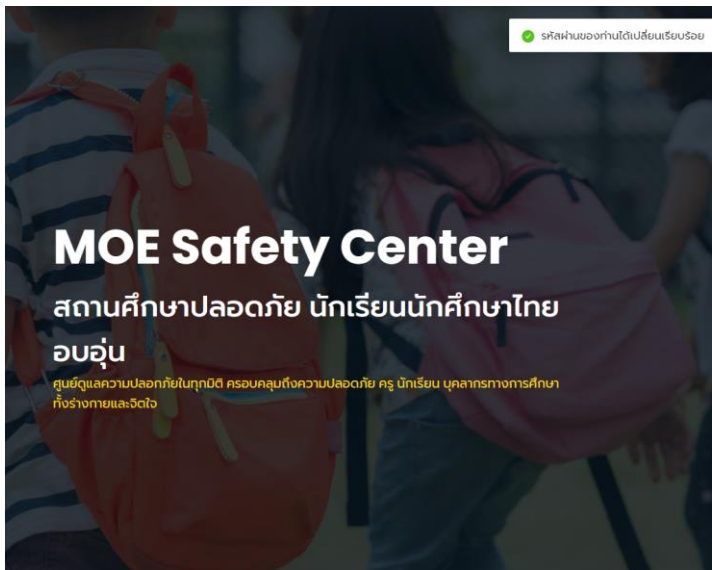 รหัสผ่านของท่านได้เปลี่ยนเรียบร้อย
MOE Safety Center
สถานศึกษาปลอดภัย นักเรียนนักศึกษาไทย
อบอุ่น
ศูนย์ดูแลความปลอกภัยในทุกมิติ ครอบคลุมถึงความปลอดภัย ครู นักเรียน บุคลากรทางการศึกษา
ทั้งร่างกายและจิตใจ